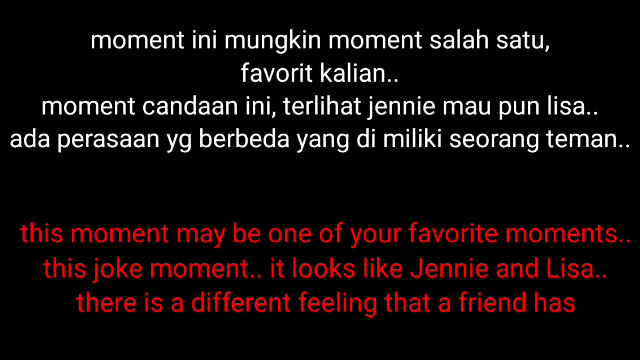 moment ini mungkin moment salah satu,
favorit kalian..
moment candaan ini, terlihat jennie mau pun lisa..
ada perasaan yg berbeda yang di miliki seorang teman..
this moment may be one of your favorite moments..
this joke moment.. it looks like Jennie and Lisa..
there is a different feeling that a friend has